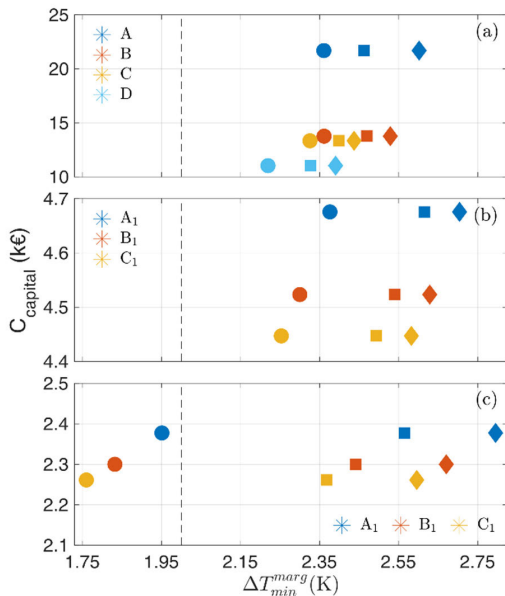 25
20
15
10
A
B
C
D
(a)
4.7
4.6
4.5
4.4
A₁
B₁
C₁
(b)
C_capital (k€)
2.5
2.4
2.3
2.2
2.1
(c)
A₁ B₁ C₁
1.75 1.95 2.15 2.35 2.55 2.75
ΔT_min^marg(K)